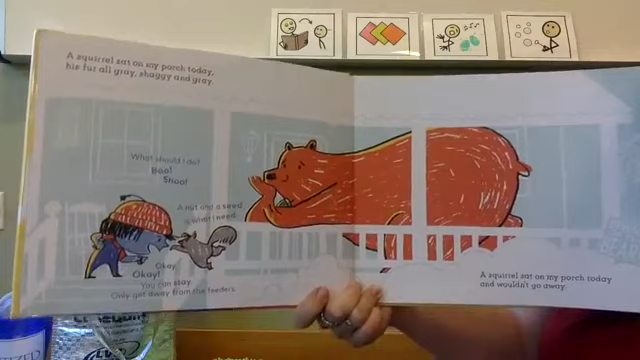 A squirrel sat on my porch today,
his fur all gray, shaggy and gray.
What should I do?
Boo!
Shoo!
A nut and a seed
is what I need.
Okay.
Okay!
You can stay.
Only get away from the feeders.
A squirrel sat on my porch today
and wouldn't go away.